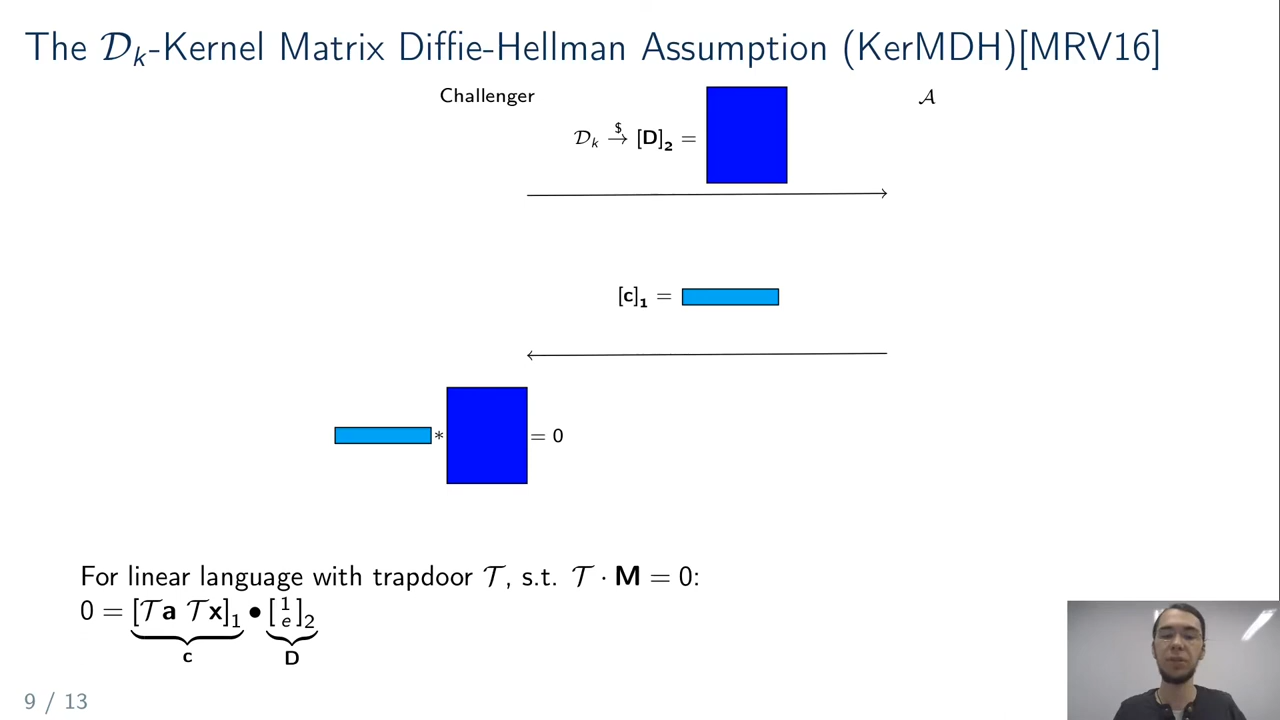 The 𝒟ₖ-Kernel Matrix Diffie-Hellman Assumption (KerMDH)[MRV16]
Challenger 𝒜
𝒟ₖ →$ [D]₂ =
[c]₁ =
* = 0
For linear language with trapdoor 𝒯, s.t. 𝒯 · M = 0:
0 = [𝒯a 𝒯x]₁ • [1 e]₂
c D
9 / 13